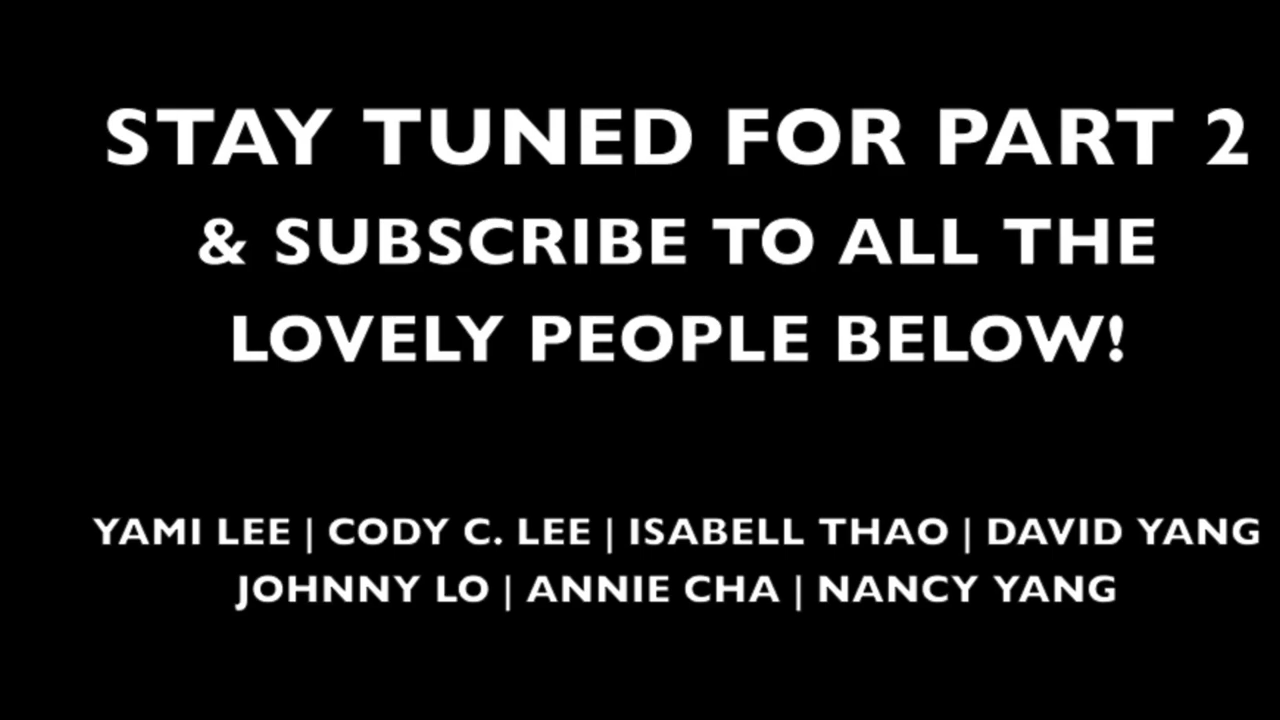 STAY TUNED FOR PART 2
& SUBSCRIBE TO ALL THE
LOVELY PEOPLE BELOW!
YAMI LEE | CODY C. LEE | ISABELL THAO | DAVID YANG
JOHNNY LO | ANNIE CHA | NANCY YANG